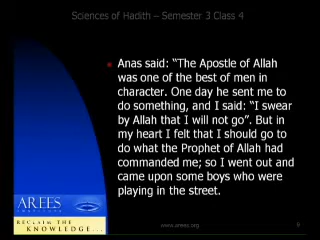 Sciences of Hadith – Semester 3 Class 4
Anas said: “The Apostle of Allah
was one of the best of men in
character. One day he sent me to
do something, and I said: “I swear
by Allah that I will not go”. But in
my heart I felt that I should go to
do what the Prophet of Allah had
commanded me; so I went out and
came upon some boys who were
playing in the street.
AREES
INSTITUTE
RECLAIM THE
KNOWLEDGE...
www.arees.org
9